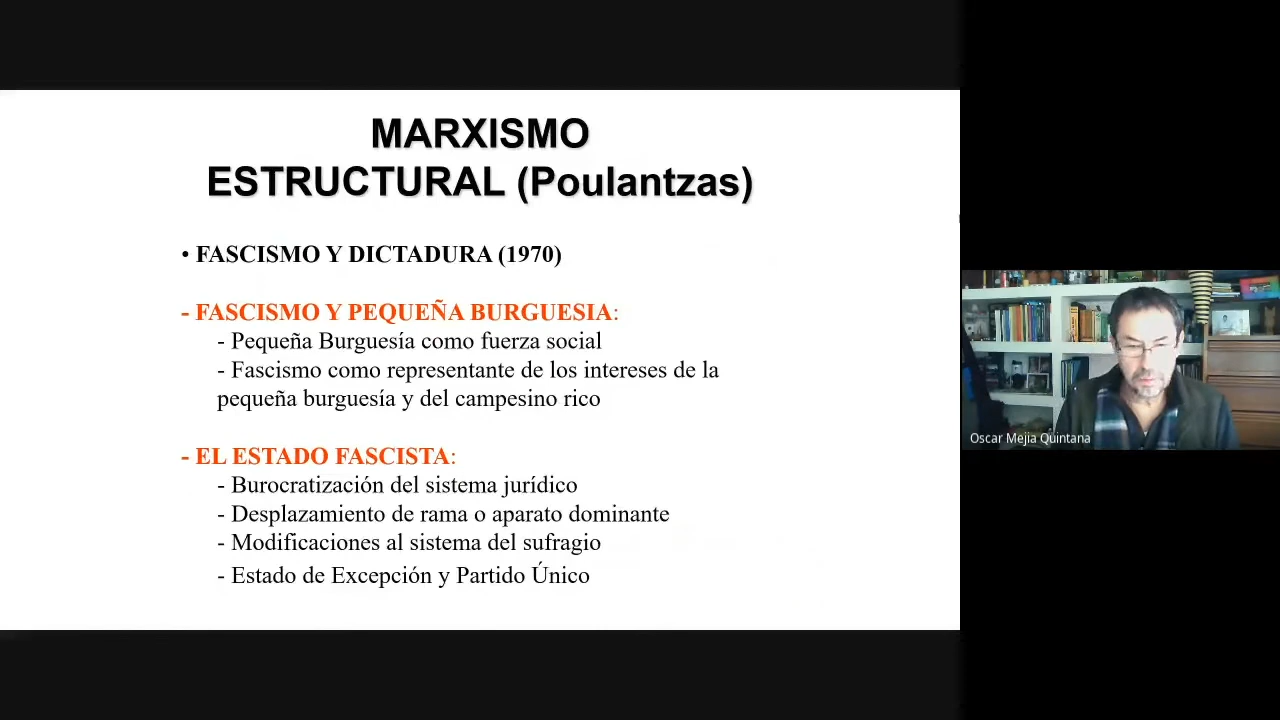 MARXISMO
ESTRUCTURAL (Poulantzas)
• FASCISMO Y DICTADURA (1970)
- FASCISMO Y PEQUEÑA BURGUESIA:
- Pequeña Burguesía como fuerza social
- Fascismo como representante de los intereses de la
pequeña burguesía y del campesino rico
- EL ESTADO FASCISTA:
- Burocratización del sistema jurídico
- Desplazamiento de rama o aparato dominante
- Modificaciones al sistema del sufragio
- Estado de Excepción y Partido Único
Oscar Mejia Quintana